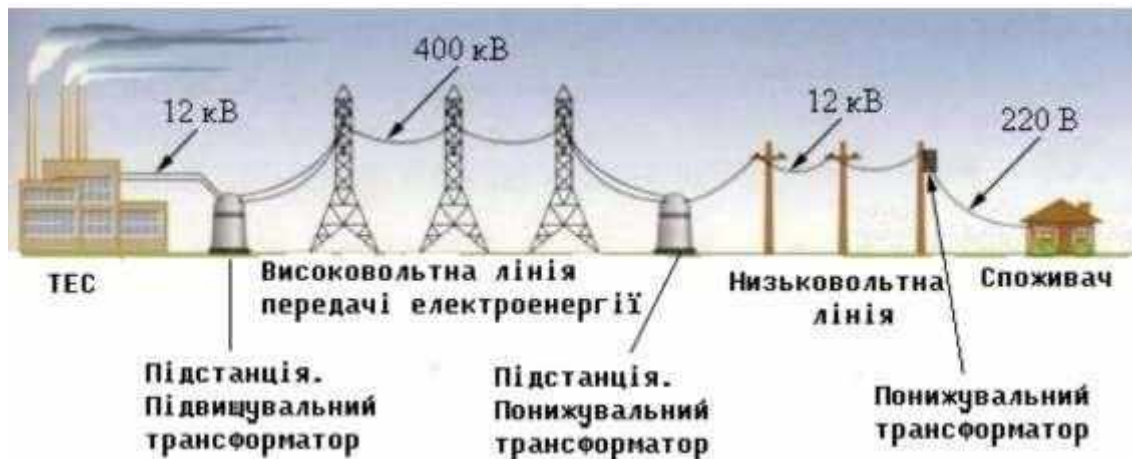 400 кВ
12 кВ
12 кВ
220 В
ТЕС
Високовольтна лінія
передачі електроенергії
Низьковольтна
лінія
Споживач
Підстанція.
Підвищувальний
трансформатор
Підстанція.
Понижувальний
трансформатор
Понижувальний
трансформатор